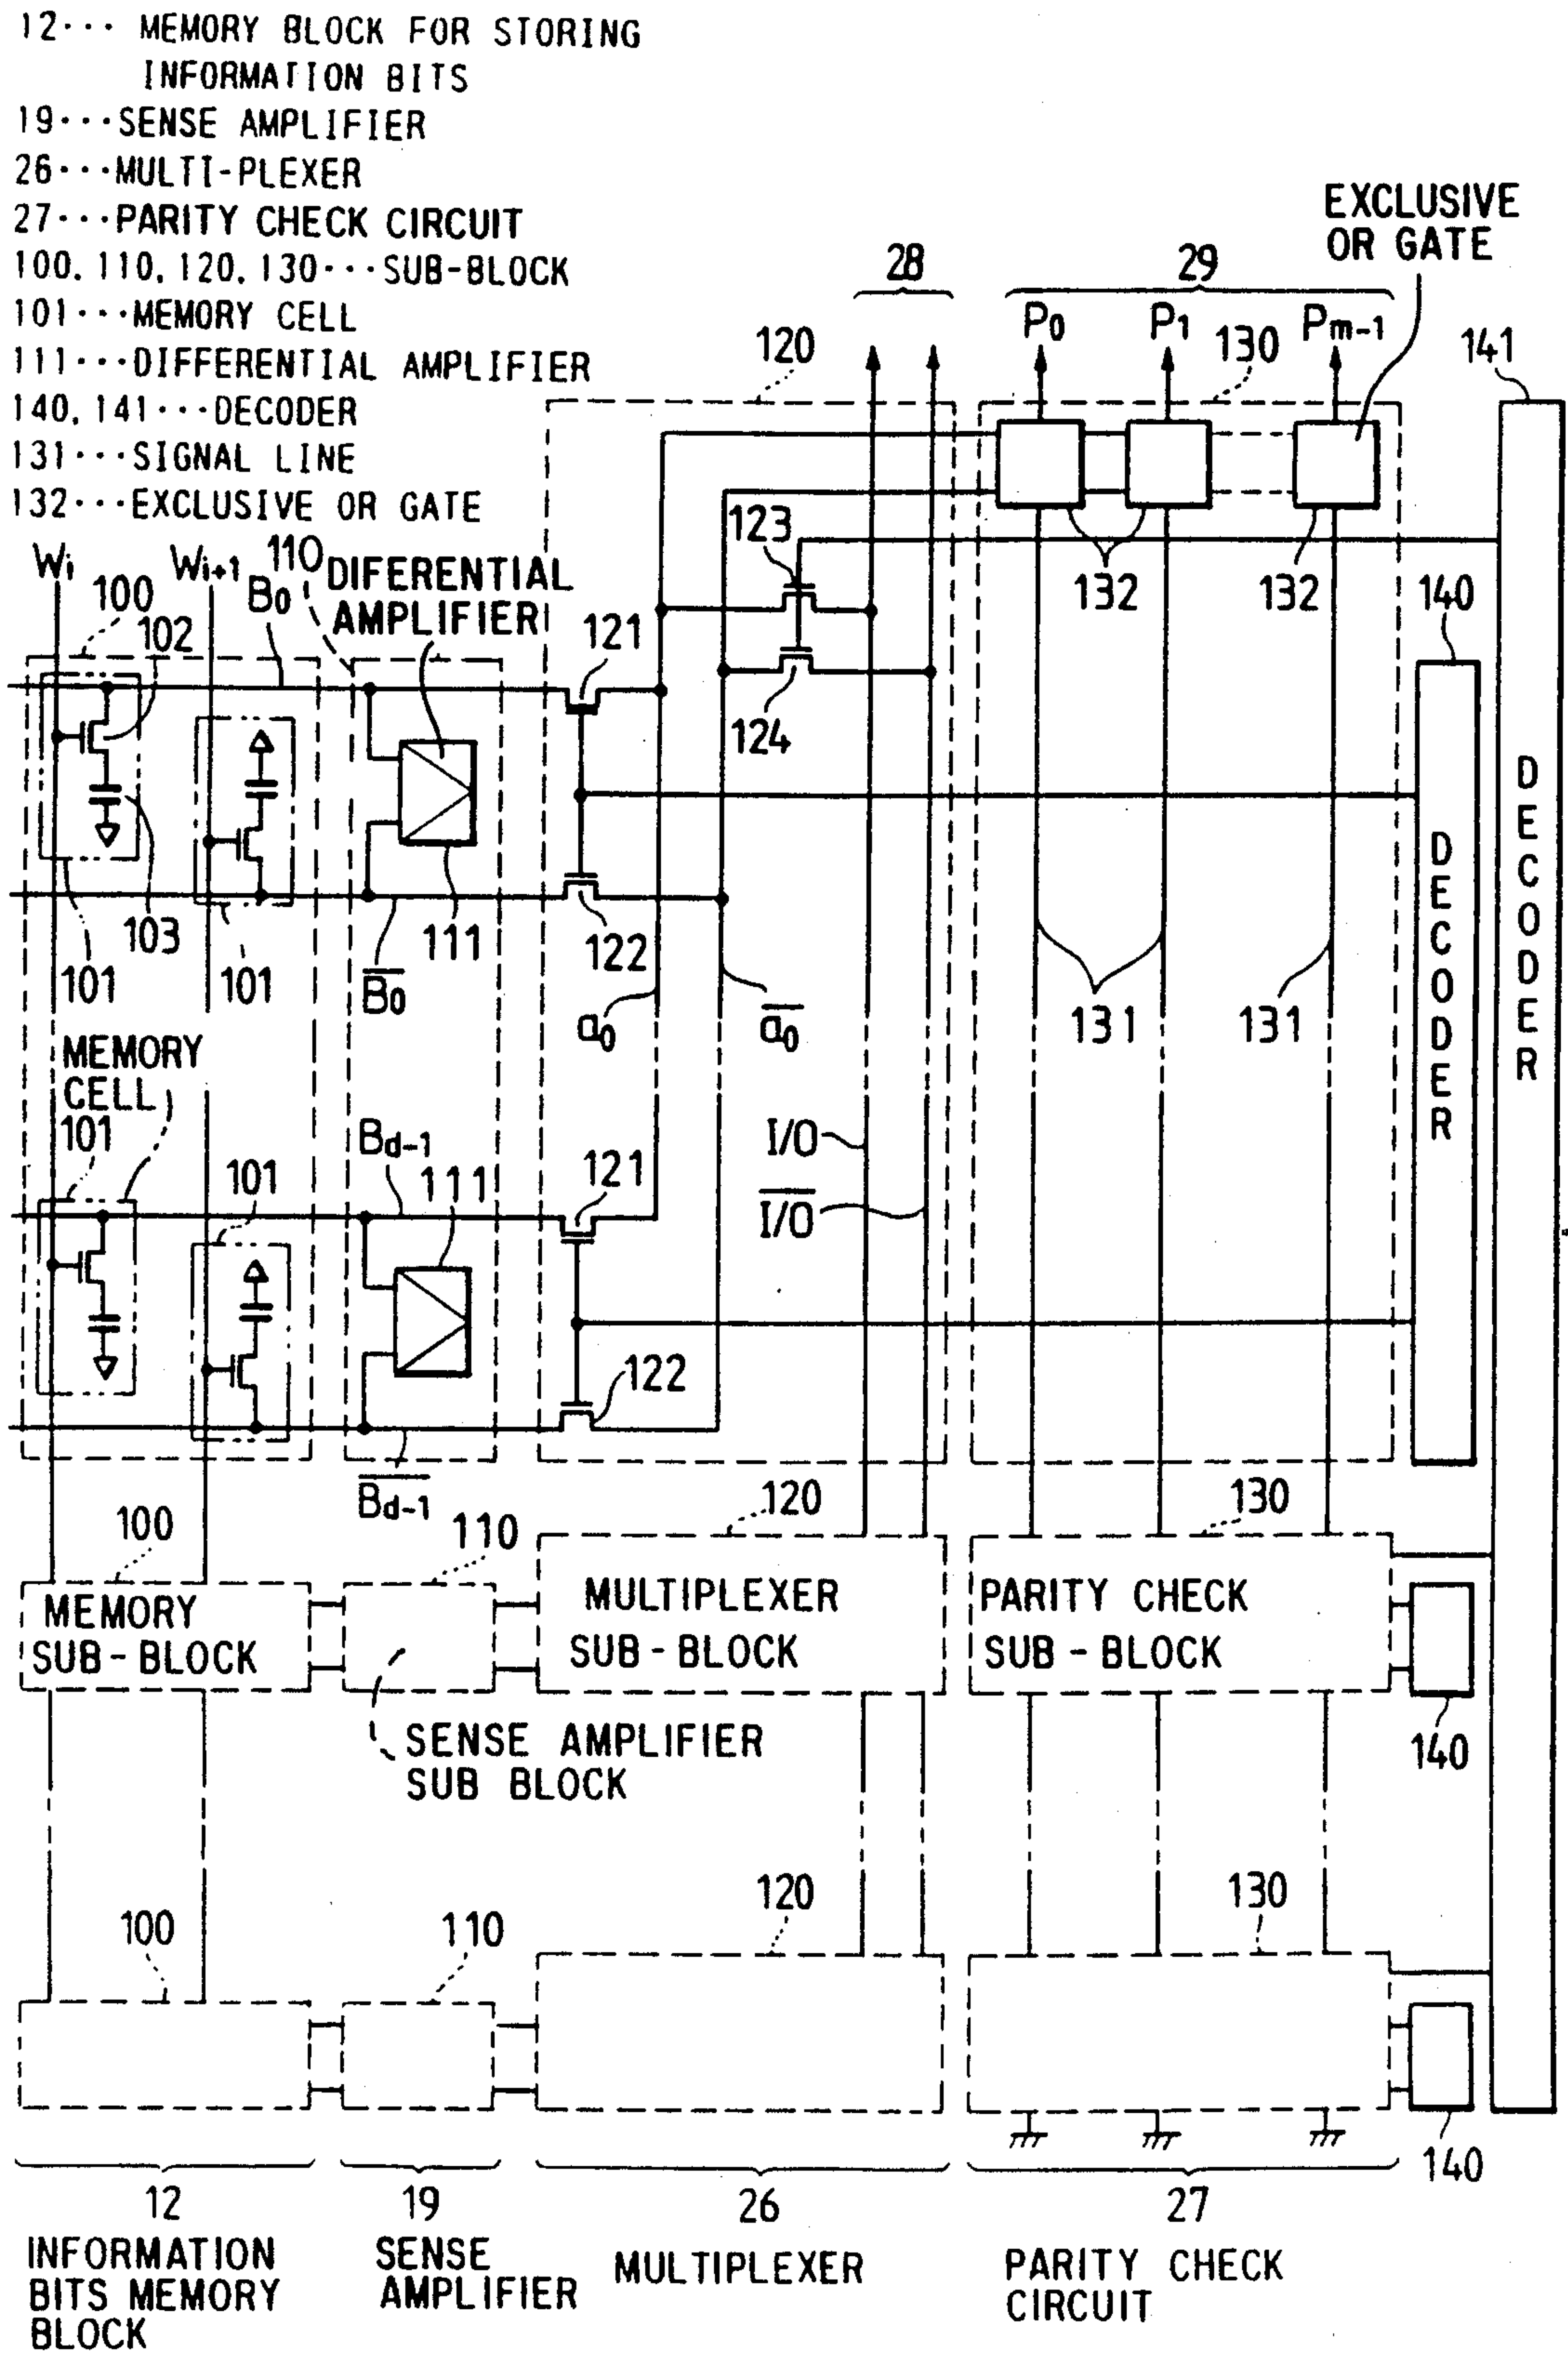 12··· MEMORY BLOCK FOR STORING
INFORMATION BITS
19···SENSE AMPLIFIER
26···MULTI-PLEXER
27···PARITY CHECK CIRCUIT
100, 110, 120, 130···SUB-BLOCK
101···MEMORY CELL
111···DIFFERENTIAL AMPLIFIER
140, 141···DECODER
131···SIGNAL LINE
132···EXCLUSIVE OR GATE
EXCLUSIVE
OR GATE
28
29
120
P0
P1
130
Pm-1
141
Wi
Wi+1
110
DIFERENTIAL
AMPLIFIER
100
B0
102
121
123
124
132
132
140
DECODER
DECODER
101
103
101
B̅0̅
111
122
a0
a̅0̅
131
131
MEMORY
CELL
101
101
Bd-1
111
121
I/O
I̅/̅O̅
122
B̅d̅-̅1̅
100
110
120
130
MEMORY
SUB-BLOCK
MULTIPLEXER
SUB-BLOCK
PARITY CHECK
SUB-BLOCK
SENSE AMPLIFIER
SUB BLOCK
140
100
110
120
130
140
12
19
26
27
INFORMATION
BITS MEMORY
BLOCK
SENSE
AMPLIFIER
MULTIPLEXER
PARITY CHECK
CIRCUIT